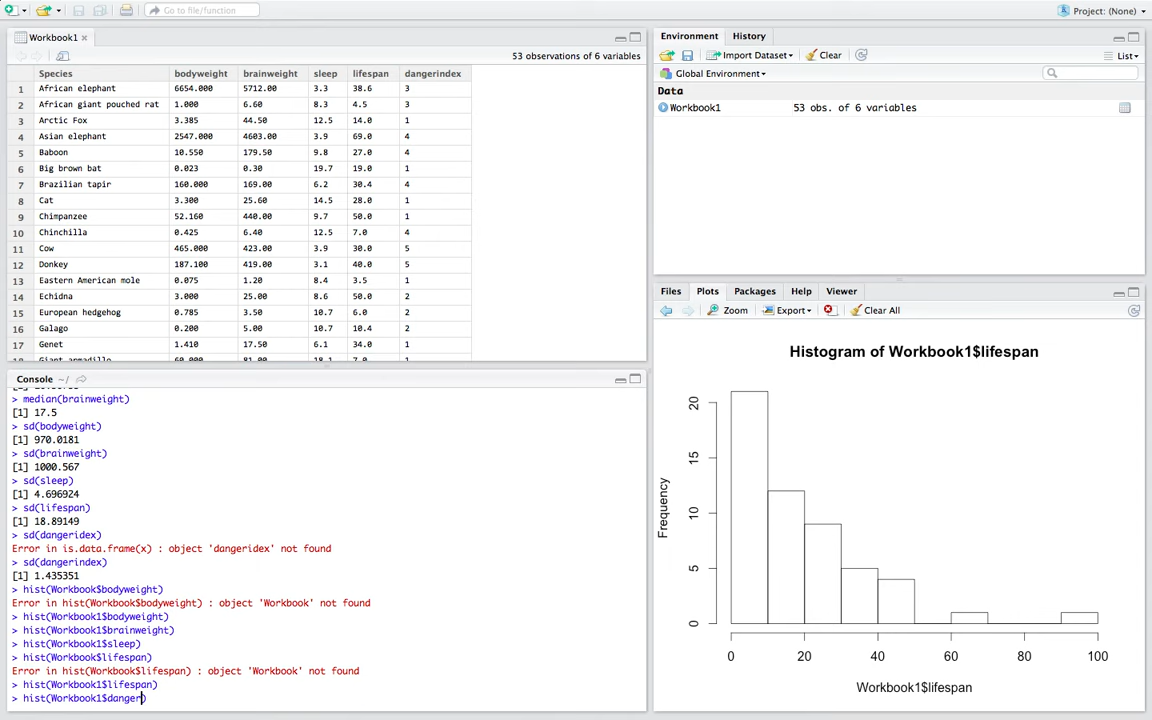 Go to file/function
Project: (None)
Workbook1
53 observations of 6 variables
Species bodyweight brainweight sleep lifespan dangerindex
1 African elephant 6654.000 5712.00 3.3 38.6 3
2 African giant pouched rat 1.000 6.60 8.3 4.5 3
3 Arctic Fox 3.385 44.50 12.5 14.0 1
4 Asian elephant 2547.000 4603.00 3.9 69.0 4
5 Baboon 10.550 179.50 9.8 27.0 4
6 Big brown bat 0.023 0.30 19.7 19.0 1
7 Brazilian tapir 160.000 169.00 6.2 30.4 4
8 Cat 3.300 25.60 14.5 28.0 1
9 Chimpanzee 52.160 440.00 9.7 50.0 1
10 Chinchilla 0.425 6.40 12.5 7.0 4
11 Cow 465.000 423.00 3.9 30.0 5
12 Donkey 187.100 419.00 3.1 40.0 5
13 Eastern American mole 0.075 1.20 8.4 3.5 1
14 Echidna 3.000 25.00 8.6 50.0 2
15 European hedgehog 0.785 3.50 10.7 6.0 2
16 Galago 0.200 5.00 10.7 10.4 2
17 Genet 1.410 17.50 6.1 34.0 1
18 Giant armadillo 60.000 81.00 18.1 7.0 1
Console ~/
> median(brainweight)
[1] 17.5
> sd(bodyweight)
[1] 970.0181
> sd(brainweight)
[1] 1000.567
> sd(sleep)
[1] 4.696924
> sd(lifespan)
[1] 18.89149
> sd(dangeridex)
Error in is.data.frame(x) : object 'dangeridex' not found
> sd(dangerindex)
[1] 1.435351
> hist(Workbook$bodyweight)
Error in hist(Workbook$bodyweight) : object 'Workbook' not found
> hist(Workbook1$bodyweight)
> hist(Workbook1$brainweight)
> hist(Workbook1$sleep)
> hist(Workbook$lifespan)
Error in hist(Workbook$lifespan) : object 'Workbook' not found
> hist(Workbook1$lifespan)
> hist(Workbook1$danger)
Environment History
Import Dataset Clear List
Global Environment
Data
Workbook1 53 obs. of 6 variables
Files Plots Packages Help Viewer
Zoom Export Clear All
Histogram of Workbook1$lifespan
Frequency
20
15
10
5
0
0 20 40 60 80 100
Workbook1$lifespan